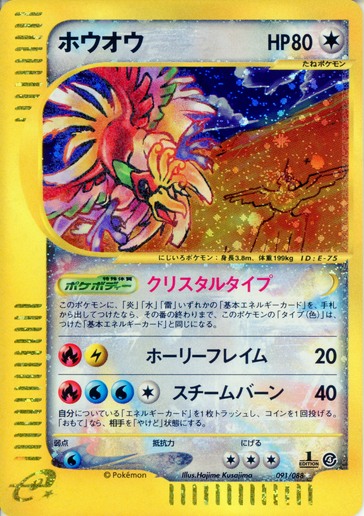 ホウオウ HP80
たねポケモン
にじいろポケモン：身長3.8m、体重199kg ID：E-75
特殊体質
ポケボディー クリスタルタイプ
このポケモンに、「炎」「水」「雷」いずれかの「基本エネルギーカード」を、手札
から出してつけたなら、その番の終わりまで、このポケモンの「タイプ（色）」は、
つけた「基本エネルギーカード」と同じになる。
ホーリーフレイム 20
スチームバーン 40
自分についている「エネルギーカード」を1枚トラッシュし、コインを1回投げる。
「おもて」なら、相手を「やけど」状態にする。
弱点 抵抗力 にげる
1
EDITION
©Pokémon Illus.Hajime Kusajima 091/088
e